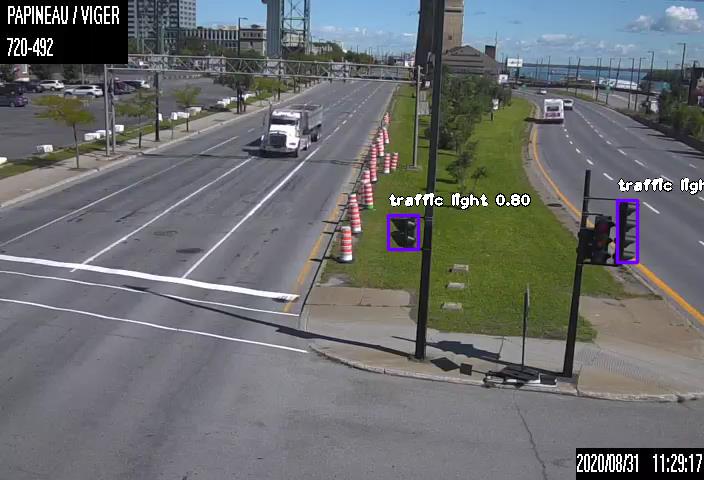 PAPINEAU / VIGER
720-492
traffic ligh
traffic light 0.80
2020/08/31 11:29:17